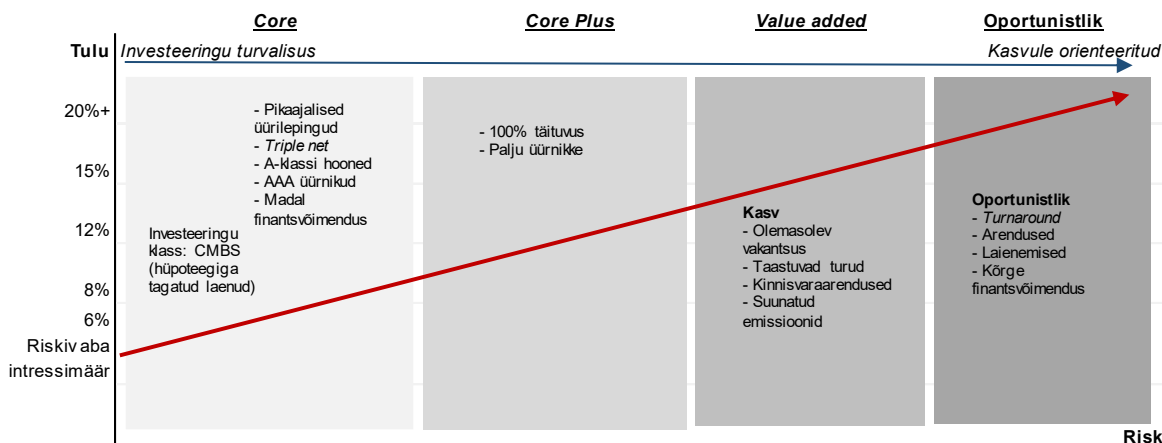 Core
Core Plus
Value added
Oportunistlik
Tulu
Investeeringu turvalisus
Kasvule orienteeritud
20%+
15%
12%
8%
6%
Riskivaba
intressimäär
- Pikaajalised
üürilepingud
- Triple net
- A-klassi hooned
- AAA üürnikud
- Madal
finantsvõimendus
Investeeringu
klass: CMBS
(hüpoteegiga
tagatud laenud)
- 100% täituvus
- Palju üürnikke
Kasv
- Olemasolev
vakantsus
- Taastuvad turud
- Kinnisvaraarendused
- Suunatud
emissioonid
Oportunistlik
- Turnaround
- Arendused
- Laienemised
- Kõrge
finantsvõimendus
Risk